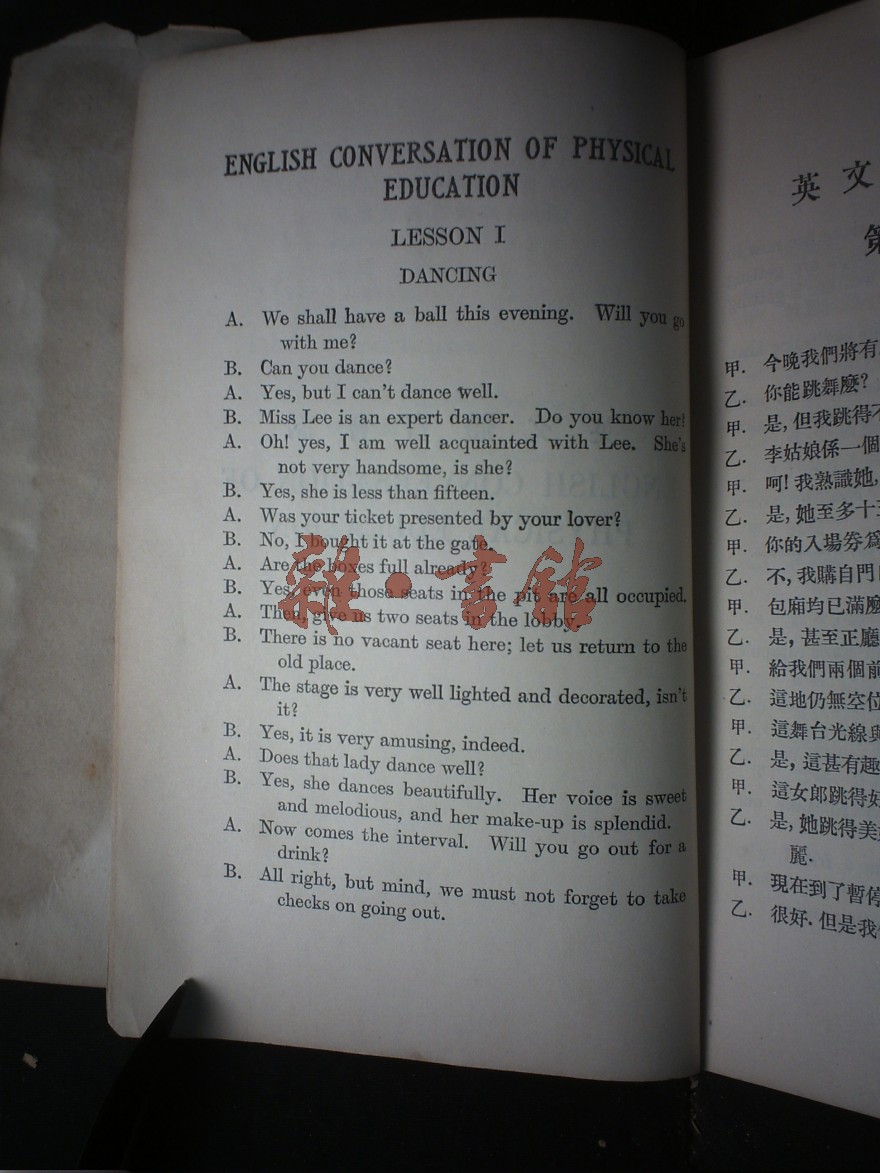 ENGLISH CONVERSATION OF PHYSICAL
EDUCATION
LESSON I
DANCING
A. We shall have a ball this evening. Will you go
with me?
B. Can you dance?
A. Yes, but I can't dance well.
B. Miss Lee is an expert dancer. Do you know her?
A. Oh! yes, I am well acquainted with Lee. She's
not very handsome, is she?
B. Yes, she is less than fifteen.
A. Was your ticket presented by your lover?
B. No, I bought it at the gate.
A. Are the boxes full already?
B. Yes, even those seats in the pit are all occupied.
A. Then, give us two seats in the lobby.
B. There is no vacant seat here; let us return to the
old place.
A. The stage is very well lighted and decorated, isn't
it?
B. Yes, it is very amusing, indeed.
A. Does that lady dance well?
B. Yes, she dances beautifully. Her voice is sweet
and melodious, and her make-up is splendid.
A. Now comes the interval. Will you go out for a
drink?
B. All right, but mind, we must not forget to take
checks on going out.
雜·書館
英文
第
甲. 今晚我們將有
乙. 你能跳舞麼?
甲. 是, 但我跳得不
乙. 李姑娘係一個
甲. 呵! 我熟識她,
乙. 是, 她至多十五
甲. 你的入場券為
乙. 不, 我購自門口
甲. 包廂均已滿麼
乙. 是, 甚至正廳
甲. 給我們兩個前
乙. 這地仍無空位
甲. 這舞台光線與
乙. 是, 這甚有趣
甲. 這女郎跳得好
乙. 是, 她跳得美
麗.
甲. 現在到了暫停
乙. 很好. 但是我